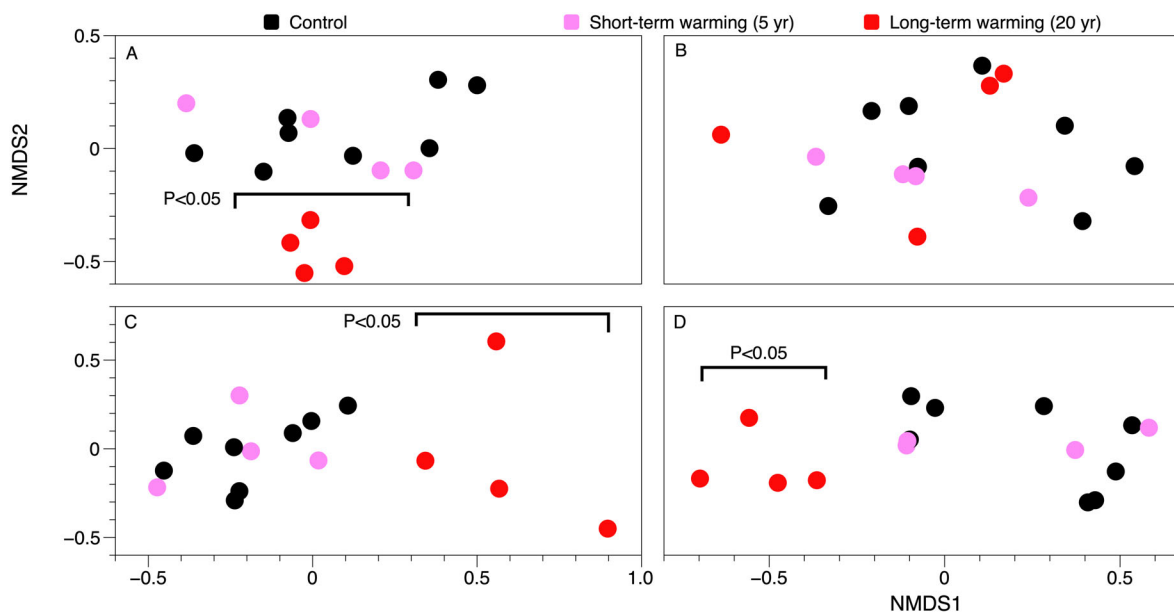 Control Short-term warming (5 yr) Long-term warming (20 yr)
0.5
A
B
NMDS2
0
P<0.05
−0.5
C
P<0.05
D
P<0.05
0.5
0
−0.5
−0.5 0 0.5 1.0
−0.5 0 0.5
NMDS1